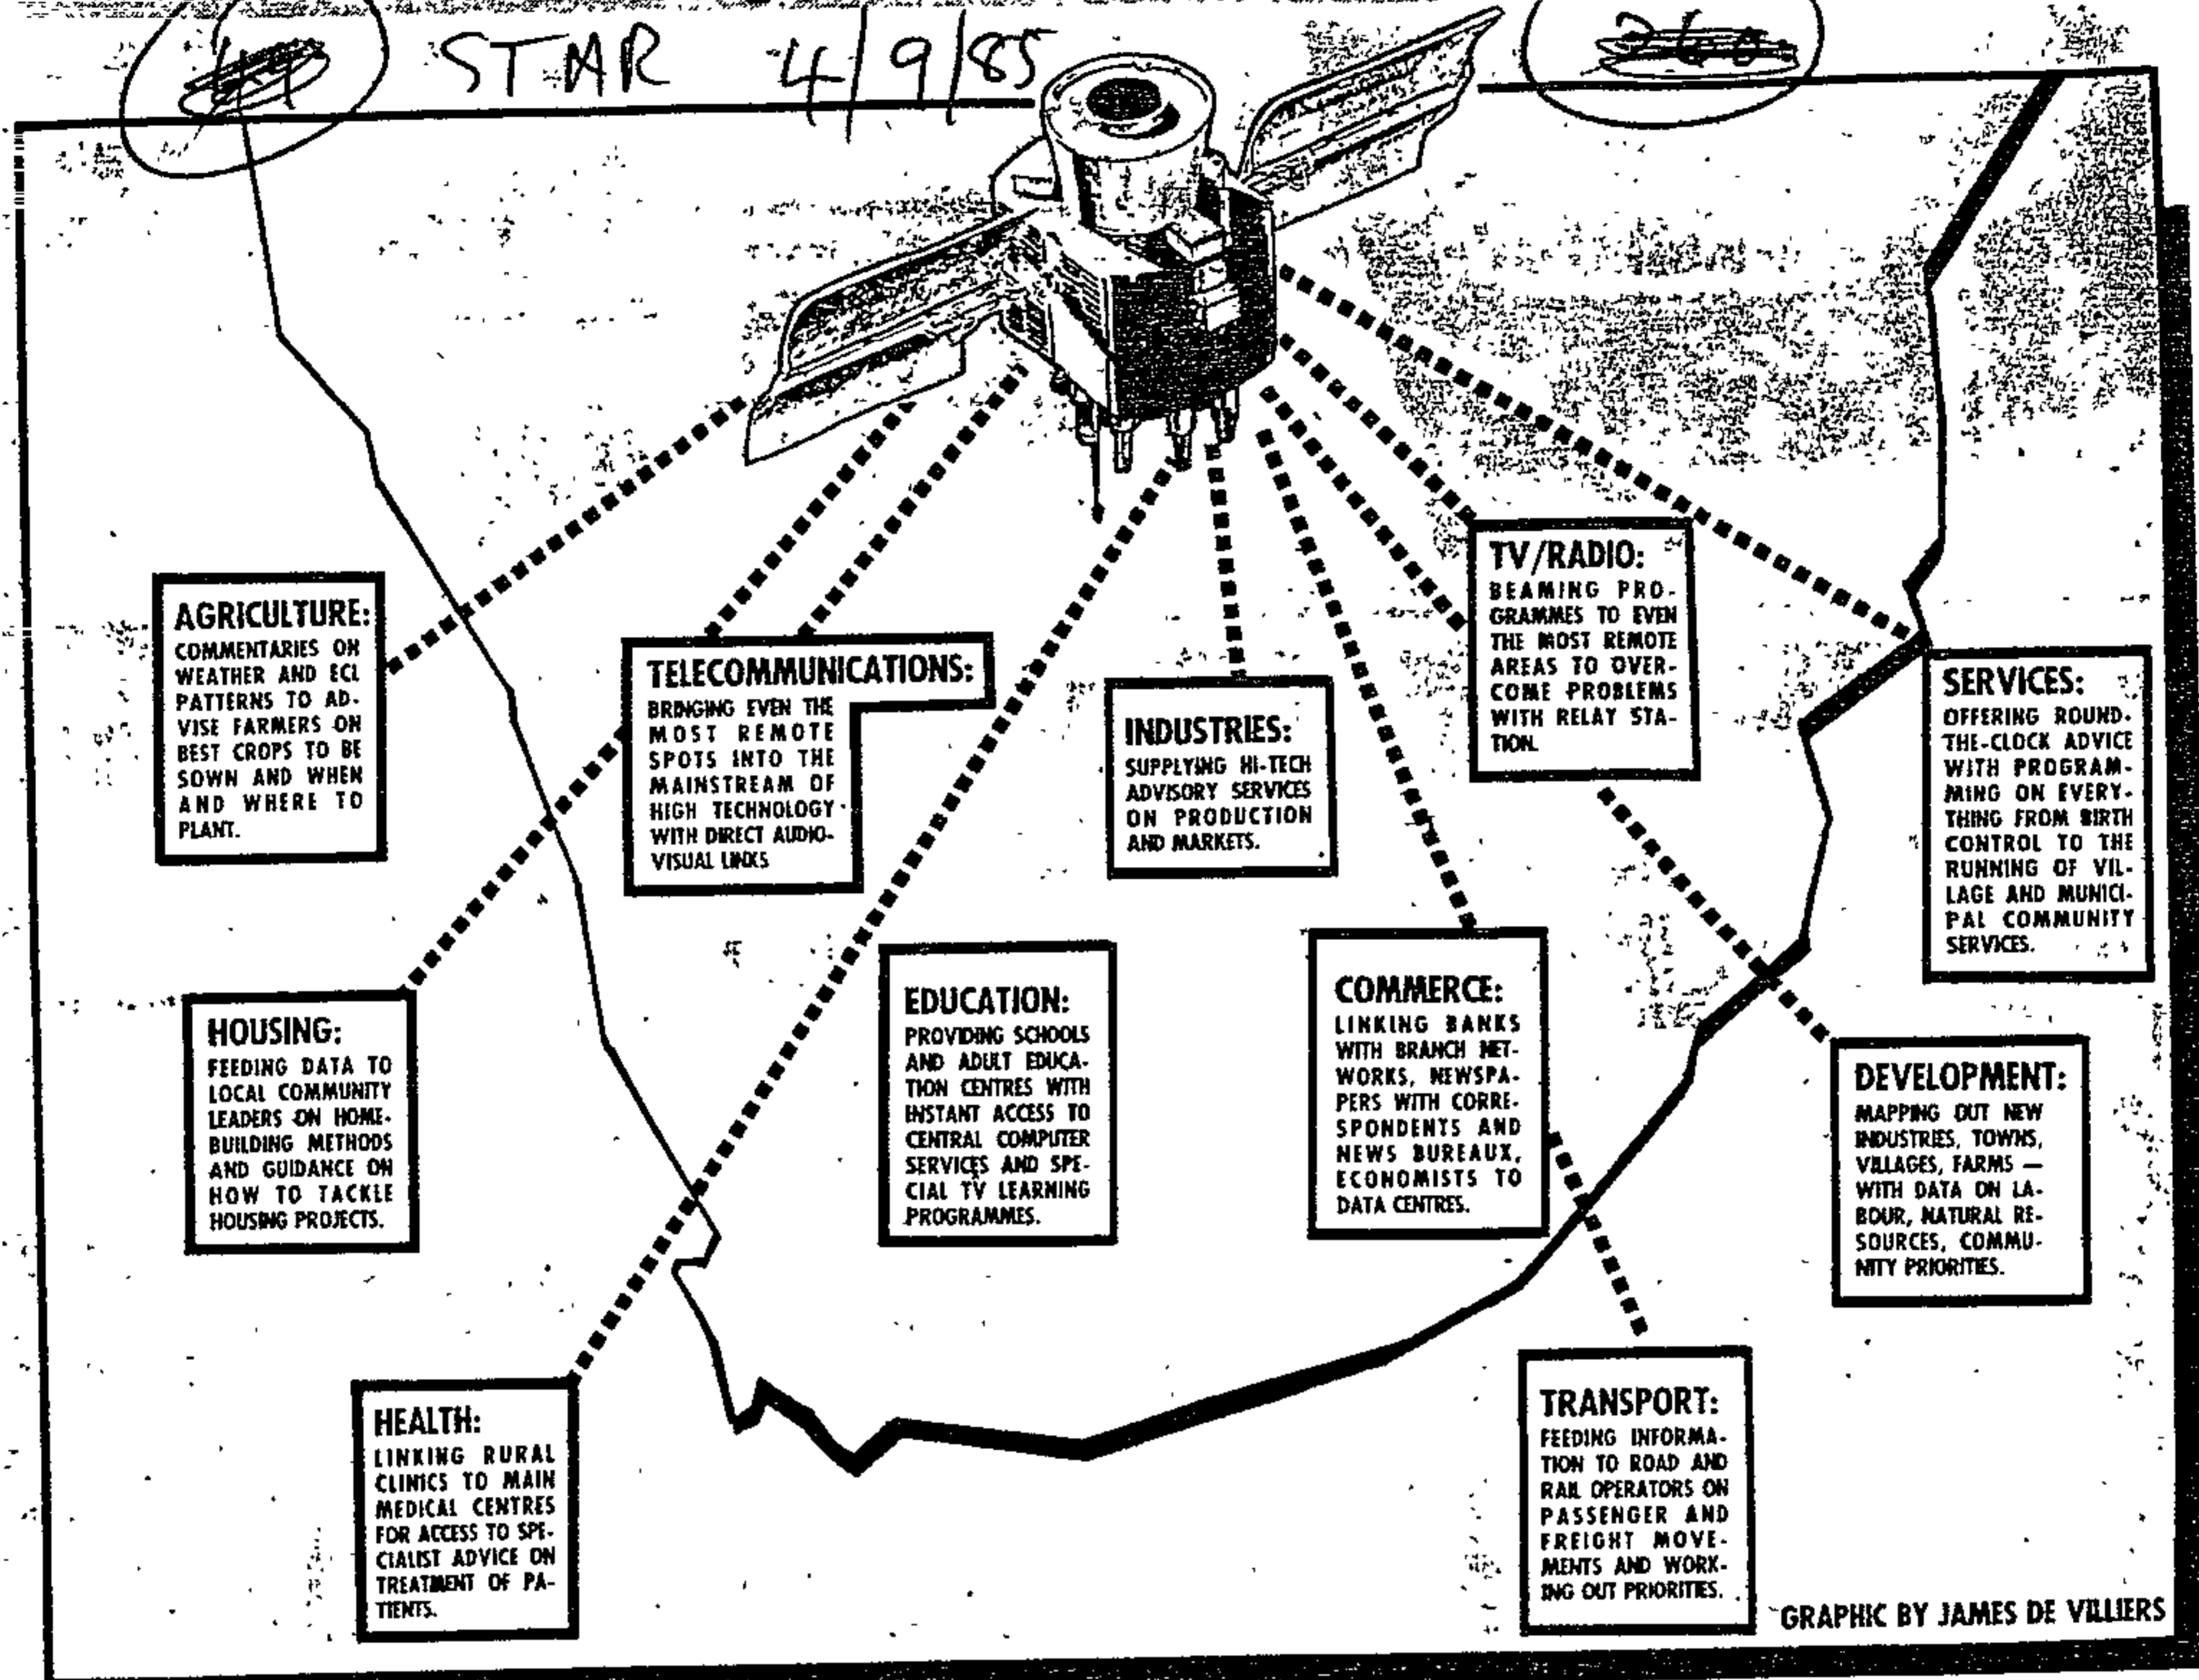 STAR 4/9/85
AGRICULTURE:
COMMENTARIES ON
WEATHER AND ECL
PATTERNS TO AD-
VISE FARMERS ON
BEST CROPS TO BE
SOWN AND WHEN
AND WHERE TO
PLANT.
TELECOMMUNICATIONS:
BRINGING EVEN THE
MOST REMOTE
SPOTS INTO THE
MAINSTREAM OF
HIGH TECHNOLOGY
WITH DIRECT AUDIO-
VISUAL LINKS
INDUSTRIES:
SUPPLYING HI-TECH
ADVISORY SERVICES
ON PRODUCTION
AND MARKETS.
TV/RADIO:
BEAMING PRO-
GRAMMES TO EVEN
THE MOST REMOTE
AREAS TO OVER-
COME PROBLEMS
WITH RELAY STA-
TION.
SERVICES:
OFFERING ROUND-
THE-CLOCK ADVICE
WITH PROGRAM-
MING ON EVERY-
THING FROM BIRTH
CONTROL TO THE
RUNNING OF VIL-
LAGE AND MUNICI-
PAL COMMUNITY
SERVICES.
HOUSING:
FEEDING DATA TO
LOCAL COMMUNITY
LEADERS ON HOME-
BUILDING METHODS
AND GUIDANCE ON
HOW TO TACKLE
HOUSING PROJECTS.
EDUCATION:
PROVIDING SCHOOLS
AND ADULT EDUCA-
TION CENTRES WITH
INSTANT ACCESS TO
CENTRAL COMPUTER
SERVICES AND SPE-
CIAL TV LEARNING
PROGRAMMES.
COMMERCE:
LINKING BANKS
WITH BRANCH NET-
WORKS, NEWSPA-
PERS WITH CORRE-
SPONDENTS AND
NEWS BUREAUX,
ECONOMISTS TO
DATA CENTRES.
DEVELOPMENT:
MAPPING OUT NEW
INDUSTRIES, TOWNS,
VILLAGES, FARMS —
WITH DATA ON LA-
BOUR, NATURAL RE-
SOURCES, COMMU-
NITY PRIORITIES.
HEALTH:
LINKING RURAL
CLINICS TO MAIN
MEDICAL CENTRES
FOR ACCESS TO SPE-
CIALIST ADVICE ON
TREATMENT OF PA-
TIENTS.
TRANSPORT:
FEEDING INFORMA-
TION TO ROAD AND
RAIL OPERATORS ON
PASSENGER AND
FREIGHT MOVE-
MENTS AND WORK-
ING OUT PRIORITIES.
GRAPHIC BY JAMES DE VILLIERS